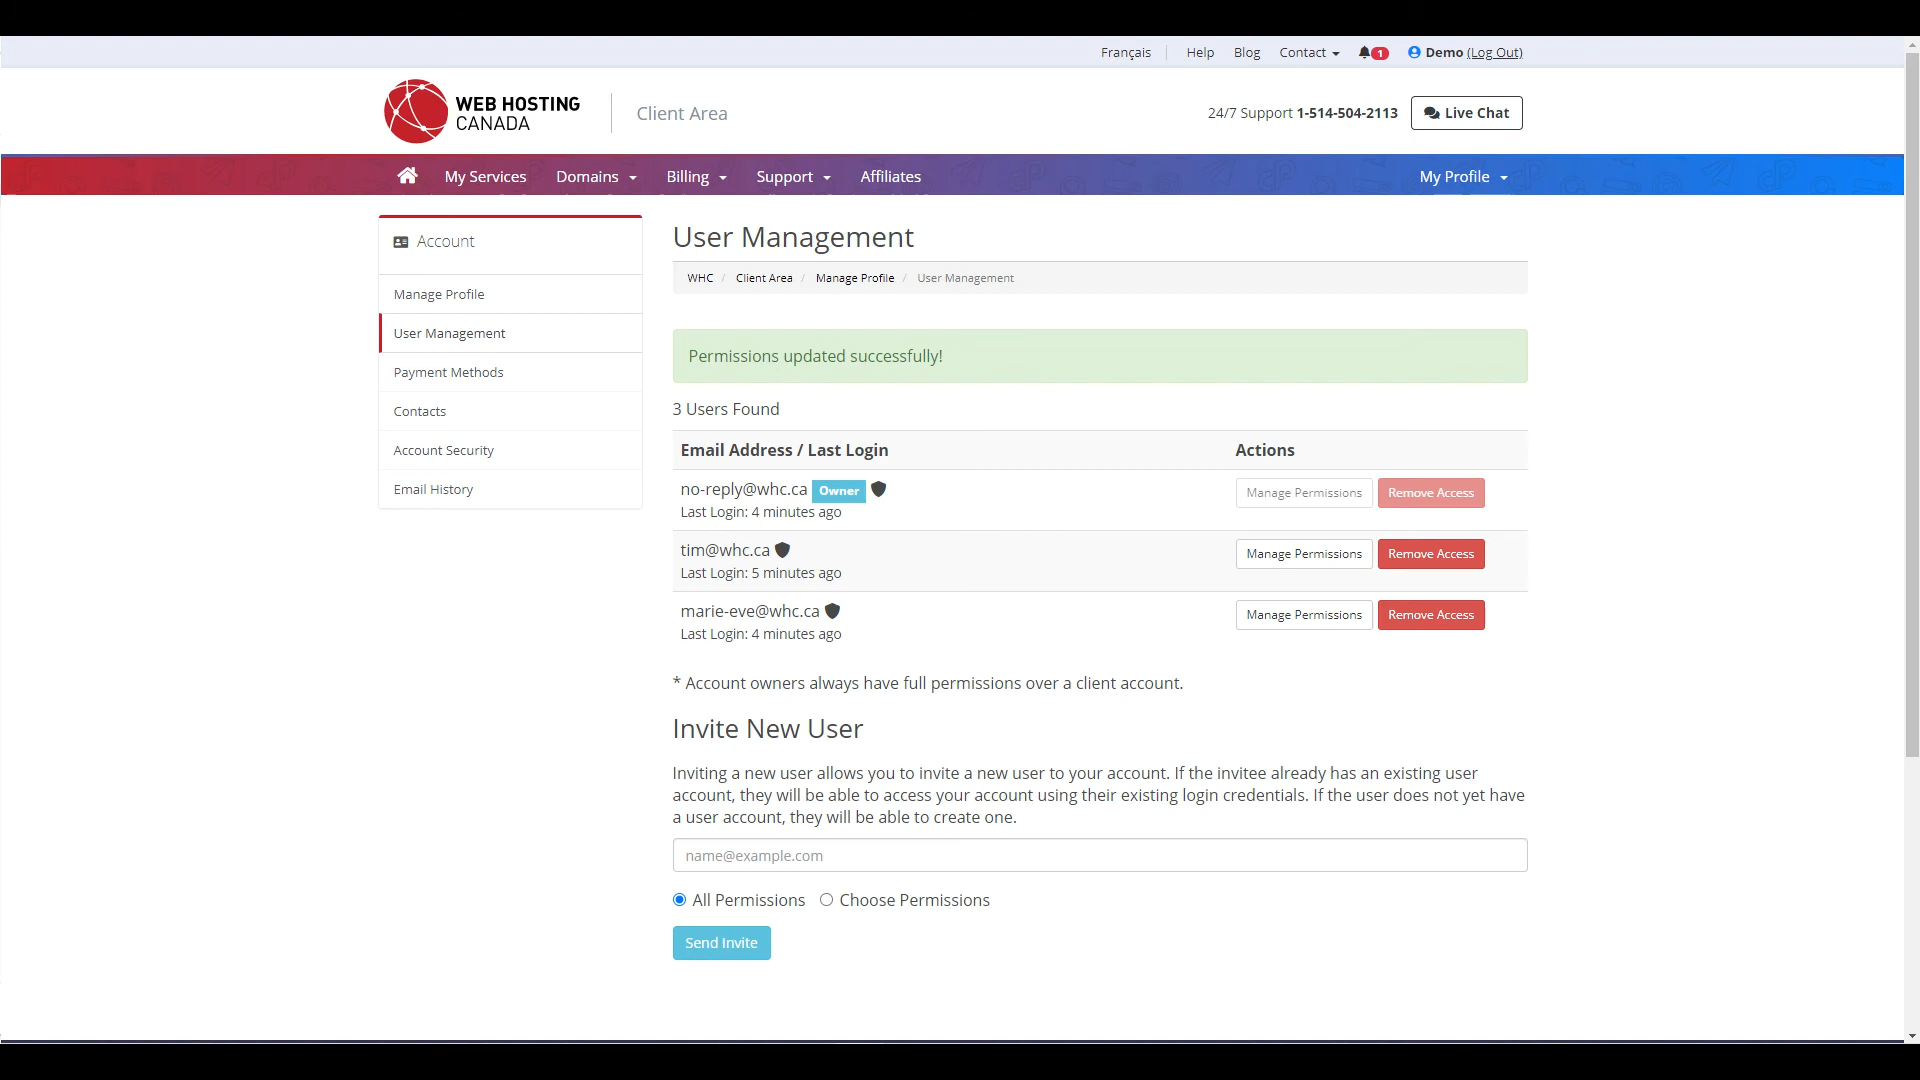 Français Help Blog Contact 1 Demo (Log Out)
WEB HOSTING
CANADA
Client Area
24/7 Support 1-514-504-2113 Live Chat
My Services Domains Billing Support Affiliates My Profile
Account
Manage Profile
User Management
Payment Methods
Contacts
Account Security
Email History
User Management
WHC / Client Area / Manage Profile / User Management
Permissions updated successfully!
3 Users Found
Email Address / Last Login Actions
no-reply@whc.ca Owner Manage Permissions Remove Access
Last Login: 4 minutes ago
tim@whc.ca Manage Permissions Remove Access
Last Login: 5 minutes ago
marie-eve@whc.ca Manage Permissions Remove Access
Last Login: 4 minutes ago
* Account owners always have full permissions over a client account.
Invite New User
Inviting a new user allows you to invite a new user to your account. If the invitee already has an existing user
account, they will be able to access your account using their existing login credentials. If the user does not yet have
a user account, they will be able to create one.
name@example.com
All Permissions Choose Permissions
Send Invite